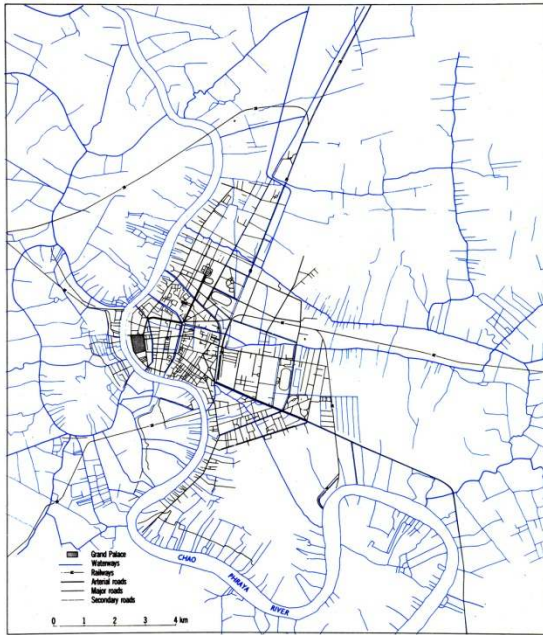 CHAO
PHRAYA
RIVER
Grand Palace
Waterways
Railways
Arterial roads
Major roads
Secondary roads
0 1 2 3 4 km